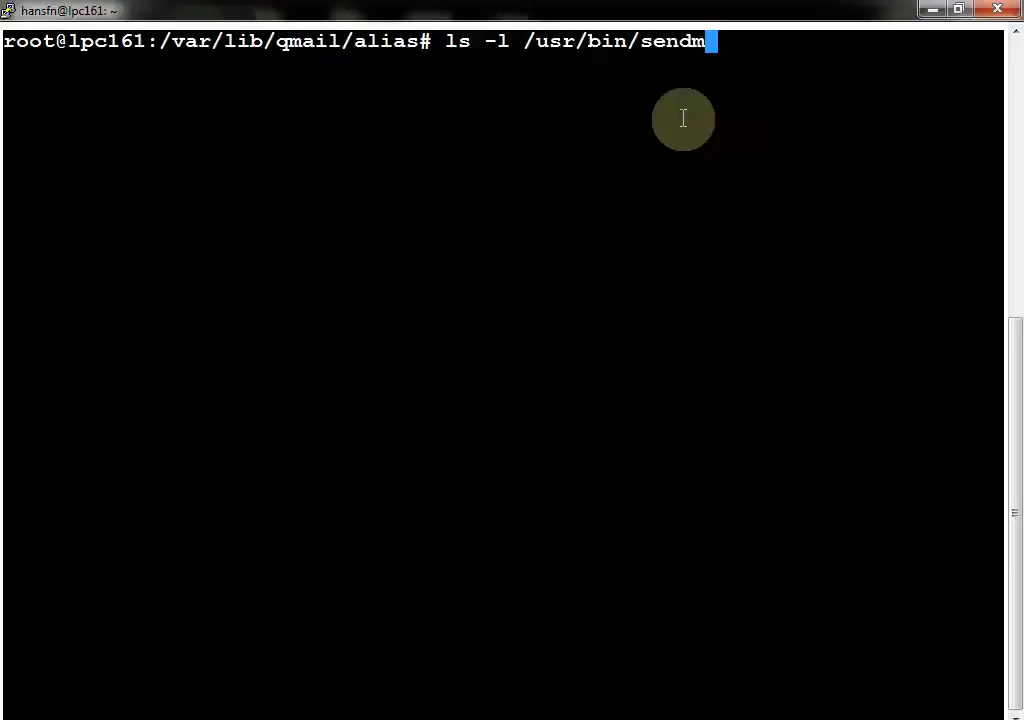 hansfn@lpc161: ~
root@lpc161:/var/lib/qmail/alias# ls -l /usr/bin/sendm